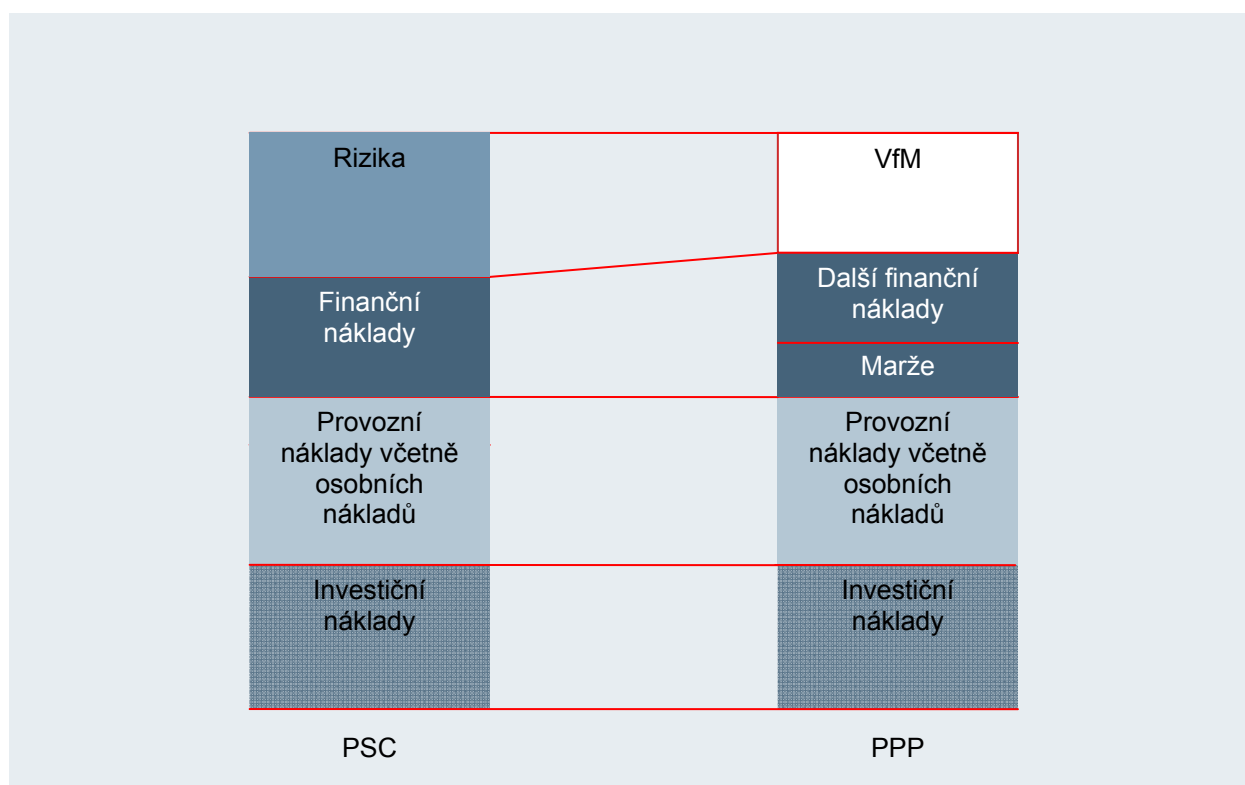 Rizika
Finanční
náklady
Provozní
náklady včetně
osobních
nákladů
Investiční
náklady
PSC
VfM
Další finanční
náklady
Marže
Provozní
náklady včetně
osobních
nákladů
Investiční
náklady
PPP